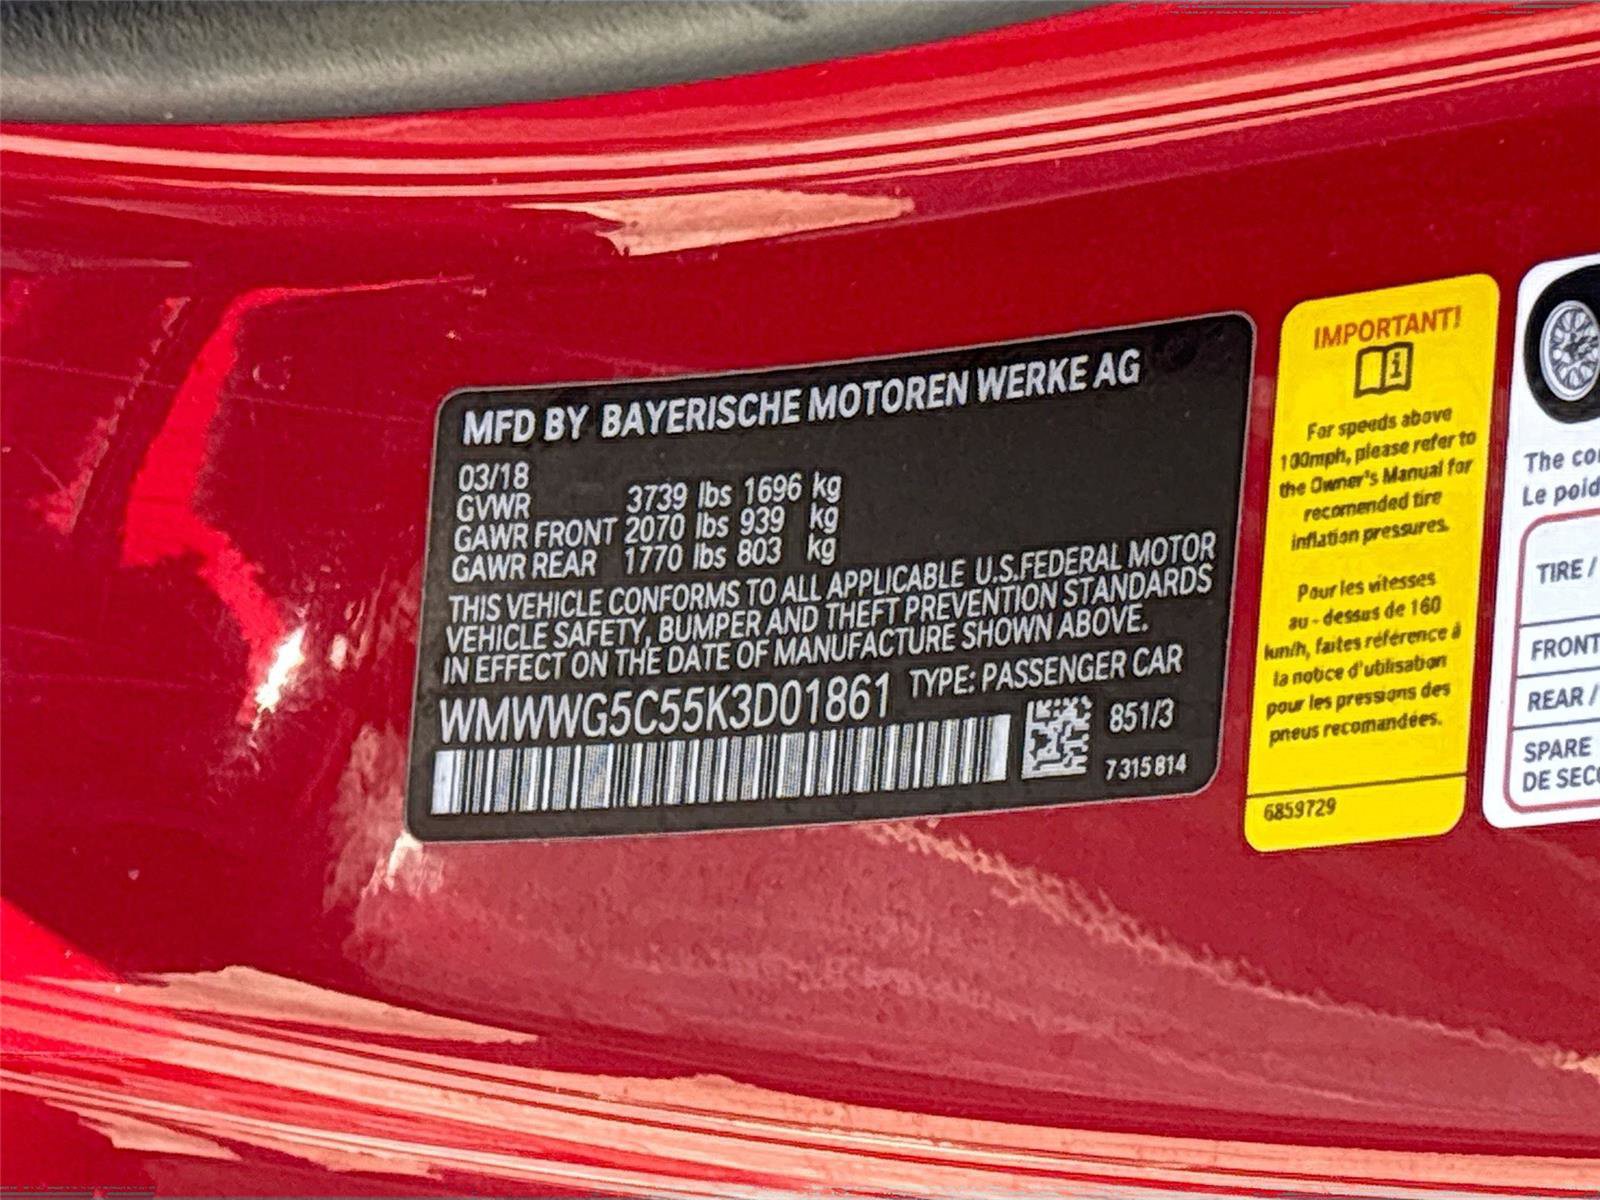 MFD BY BAYERISCHE MOTOREN WERKE AG
03/18
GVWR 3739 lbs 1696 kg
GAWR FRONT 2070 lbs 939 kg
GAWR REAR 1770 lbs 803 kg
THIS VEHICLE CONFORMS TO ALL APPLICABLE U.S.FEDERAL MOTOR
VEHICLE SAFETY, BUMPER AND THEFT PREVENTION STANDARDS
IN EFFECT ON THE DATE OF MANUFACTURE SHOWN ABOVE.
WMWWG5C55K3D01861 TYPE: PASSENGER CAR
851/3
7315814
IMPORTANT!
For speeds above
100mph, please refer to
the Owner's Manual for
recomended tire
inflation pressures.
Pour les vitesses
au-dessus de 160
km/h, faites référence à
la notice d'utilisation
pour les pressions des
pneus recomandées.
6859729
The
Le
TIRE /
FRONT
REAR /
SPARE
DE